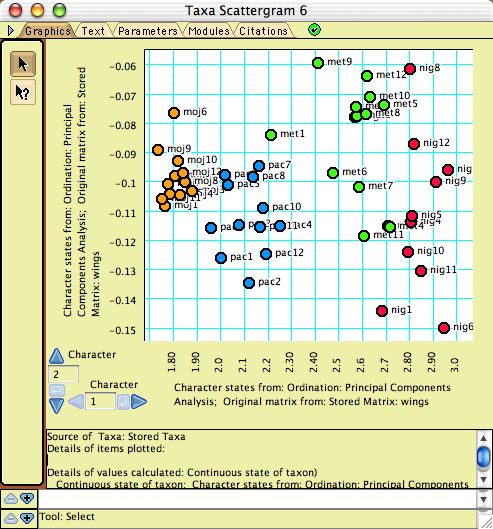 Taxa Scattergram 6
Graphics Text Parameters Modules Citations
Character states from: Ordination: Principal
Components Analysis; Original matrix from: Stored
Matrix: wings
-0.06
-0.07
-0.08
-0.09
-0.1
-0.11
-0.12
-0.13
-0.14
-0.15
met9
nig8
met12
met10
met5
met8
moj6
met1
nig12
moj9
moj10
pac7
pac8
pac5
moj8
met6
met7
nig9
moj1
pac10
nig5
nig4
pac11
pac4
met4
met11
pac1
pac12
nig10
nig11
pac2
nig1
nig6
1.80
1.90
2.0
2.10
2.20
2.30
2.40
2.50
2.60
2.70
2.80
2.90
3.0
Character
2
Character
1
Character states from: Ordination: Principal Components
Analysis; Original matrix from: Stored Matrix: wings
Source of Taxa: Stored Taxa
Details of items plotted:
Details of values calculated: Continuous state of taxon)
Continuous state of taxon; Character states from: Ordination: Principal Components
Tool: Select